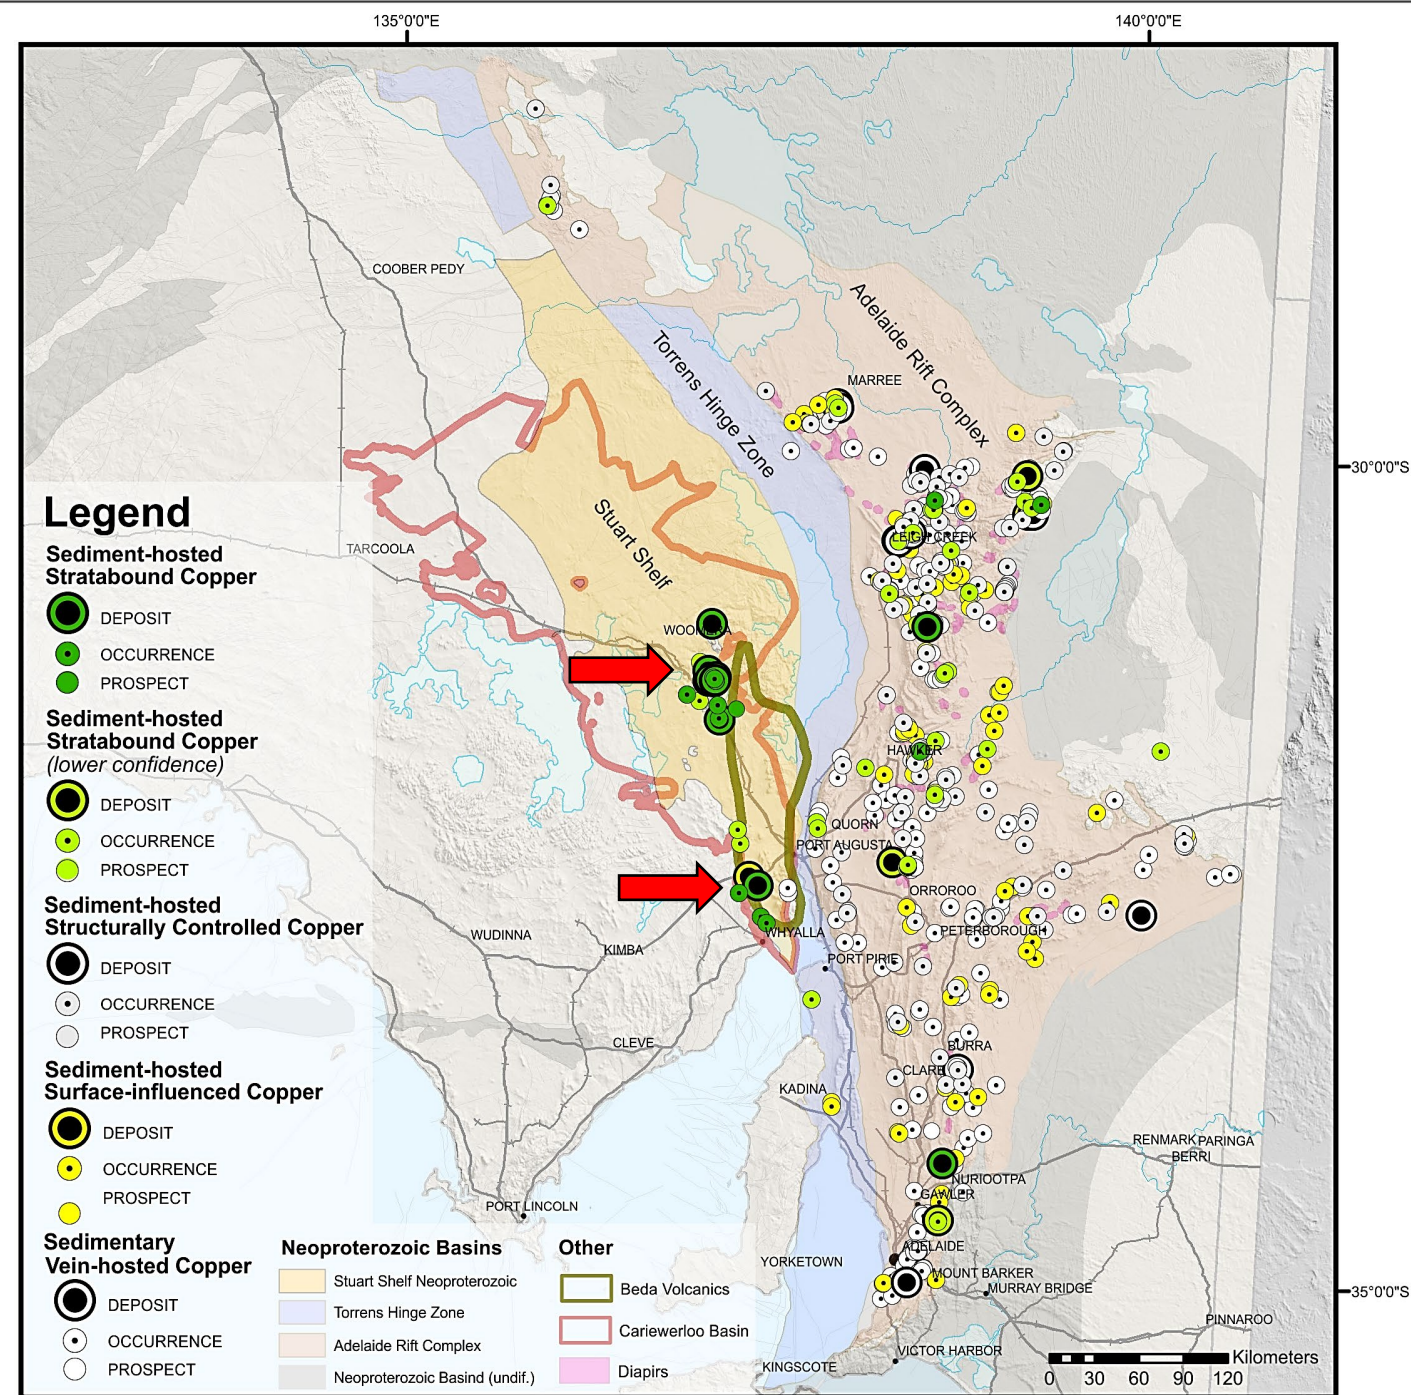 135°0'0"E
140°0'0"E
COOBER PEDY
Adelaide Rift Complex
Torrens Hinge Zone
MARREE
30°0'0"S
Stuart Shelf
Legend
LEIGH CREEK
TARCOOLA
Sediment-hosted
Stratabound Copper
DEPOSIT
OCCURRENCE
PROSPECT
WOOMERA
Sediment-hosted
Stratabound Copper
(lower confidence)
DEPOSIT
OCCURRENCE
PROSPECT
HAWKER
QUORN
PORT AUGUSTA
ORROROO
PETERBOROUGH
Sediment-hosted
Structurally Controlled Copper
DEPOSIT
OCCURRENCE
PROSPECT
WUDINNA
KIMBA
WHYALLA
PORT PIRIE
CLEVE
BURRA
CLARE
KADINA
Sediment-hosted
Surface-influenced Copper
DEPOSIT
OCCURRENCE
PROSPECT
RENMARK
PARINGA
BERRI
NURIOOTPA
GAWLER
PORT LINCOLN
ADELAIDE
YORKETOWN
MOUNT BARKER
MURRAY BRIDGE
35°0'0"S
PINNAROO
VICTOR HARBOR
KINGSCOTE
Sedimentary
Vein-hosted Copper
DEPOSIT
OCCURRENCE
PROSPECT
Neoproterozoic Basins
Stuart Shelf Neoproterozoic
Torrens Hinge Zone
Adelaide Rift Complex
Neoproterozoic Basind (undif.)
Other
Beda Volcanics
Cariewerloo Basin
Diapirs
Kilometers
0 30 60 90 120